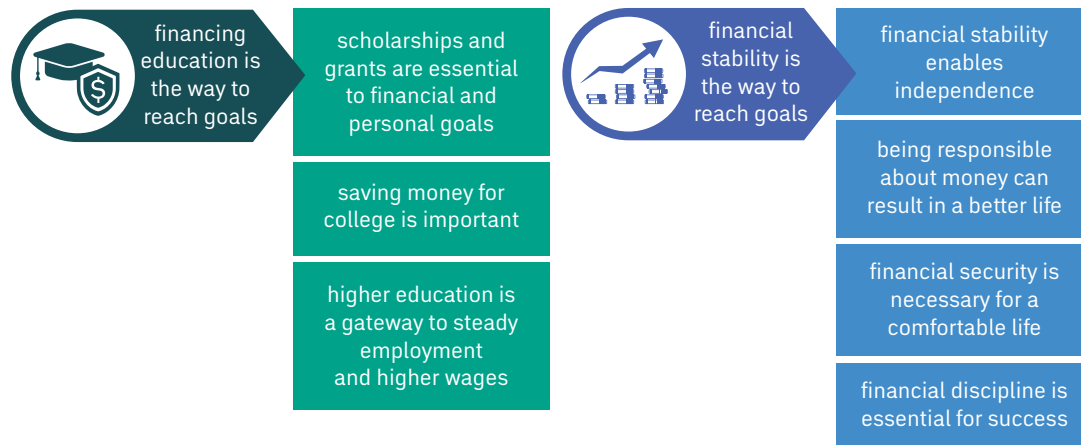 financing
education is
the way to
reach goals
scholarships and
grants are essential
to financial and
personal goals
saving money for
college is important
higher education is
a gateway to steady
employment
and higher wages
financial
stability is
the way to
reach goals
financial stability
enables
independence
being responsible
about money can
result in a better life
financial security is
necessary for a
comfortable life
financial discipline is
essential for success